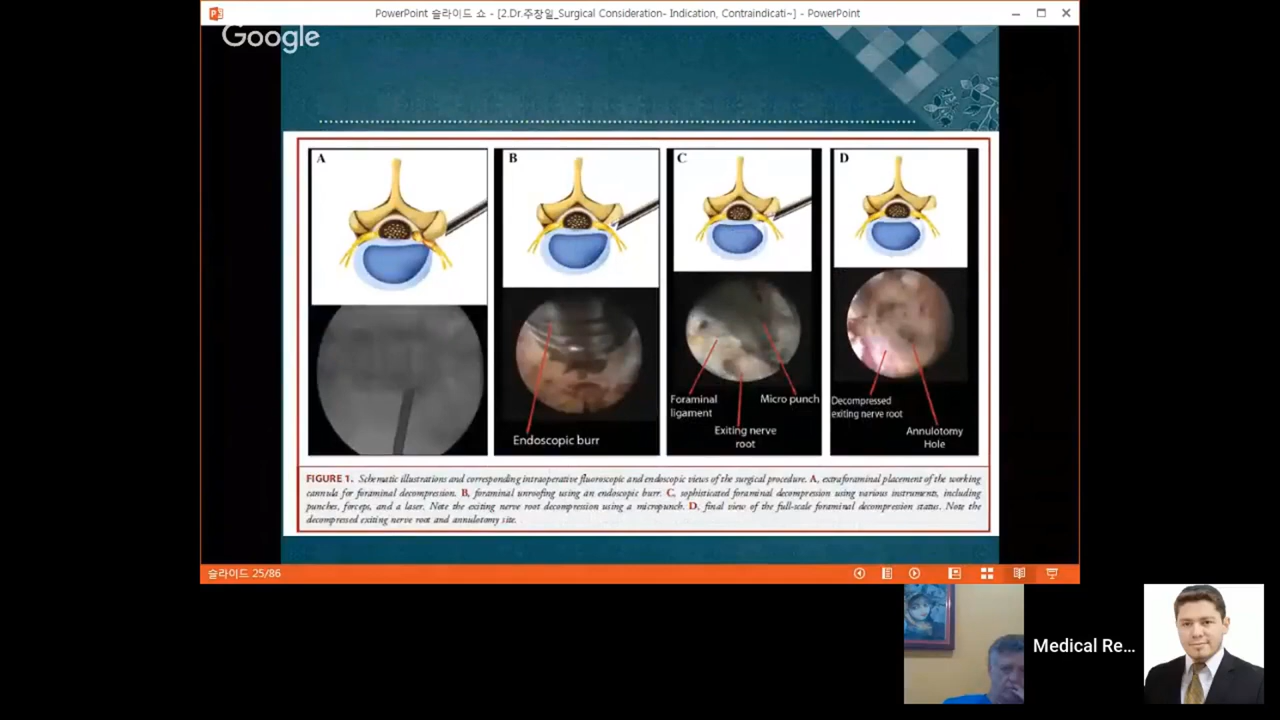 PowerPoint 슬라이드 쇼 - [2.Dr.주창일_Surgical Consideration- Indication, Contraindicati~] - PowerPoint
Google
A
B
C
D
Endoscopic burr
Foraminal
ligament
Micro punch
Exiting nerve
root
Decompressed
exiting nerve root
Annulotomy
Hole
FIGURE 1. Schematic illustrations and corresponding intraoperative fluoroscopic and endoscopic views of the surgical procedure. A, extraforaminal placement of the working
cannula for foraminal decompression. B, foraminal unroofing using an endoscopic burr. C, sophisticated foraminal decompression using various instruments, including
punches, forceps, and a laser. Note the exiting nerve root decompression using a micropunch. D, final view of the full-scale foraminal decompression status. Note the
decompressed exiting nerve root and annulotomy site.
슬라이드 25/86
Medical Re...